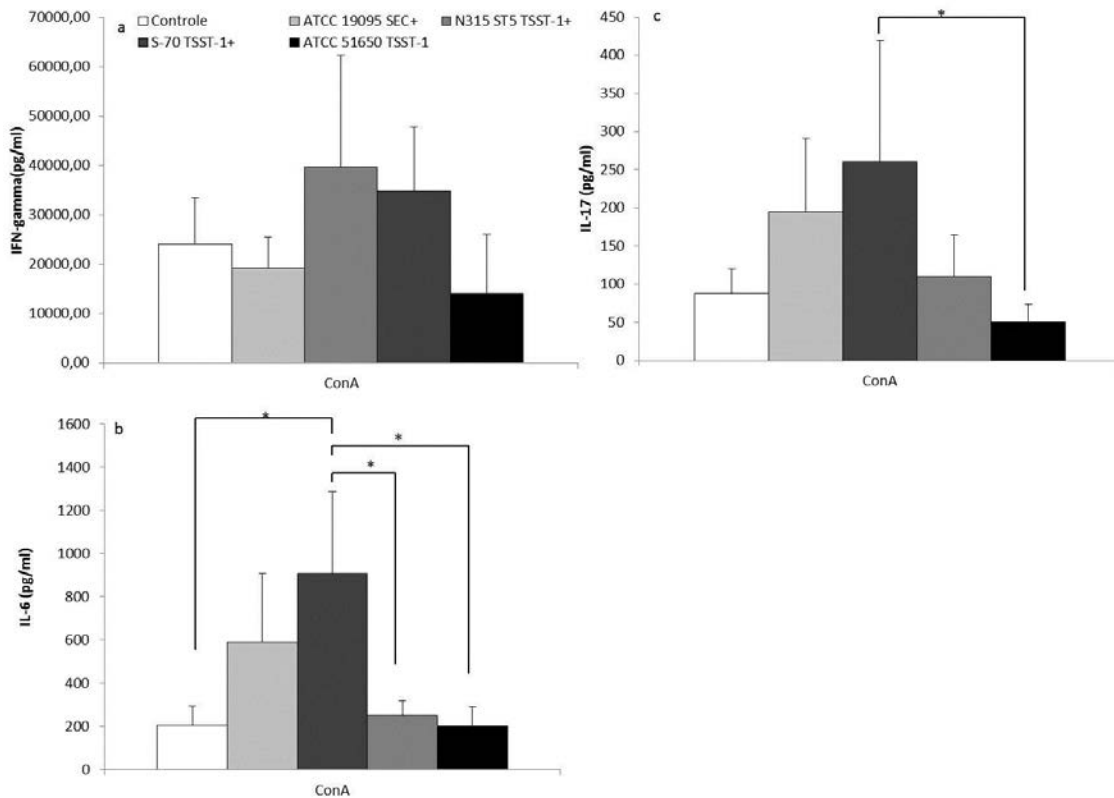 a
Controle
ATCC 19095 SEC+
N315 ST5 TSST-1+
S-70 TSST-1+
ATCC 51650 TSST-1
70000,00
60000,00
50000,00
40000,00
30000,00
20000,00
10000,00
0,00
IFN-gamma(pg/ml)
ConA
c
*
450
400
350
300
250
200
150
100
50
0
IL-17 (pg/ml)
ConA
b
*
*
*
1600
1400
1200
1000
800
600
400
200
0
IL-6 (pg/ml)
ConA